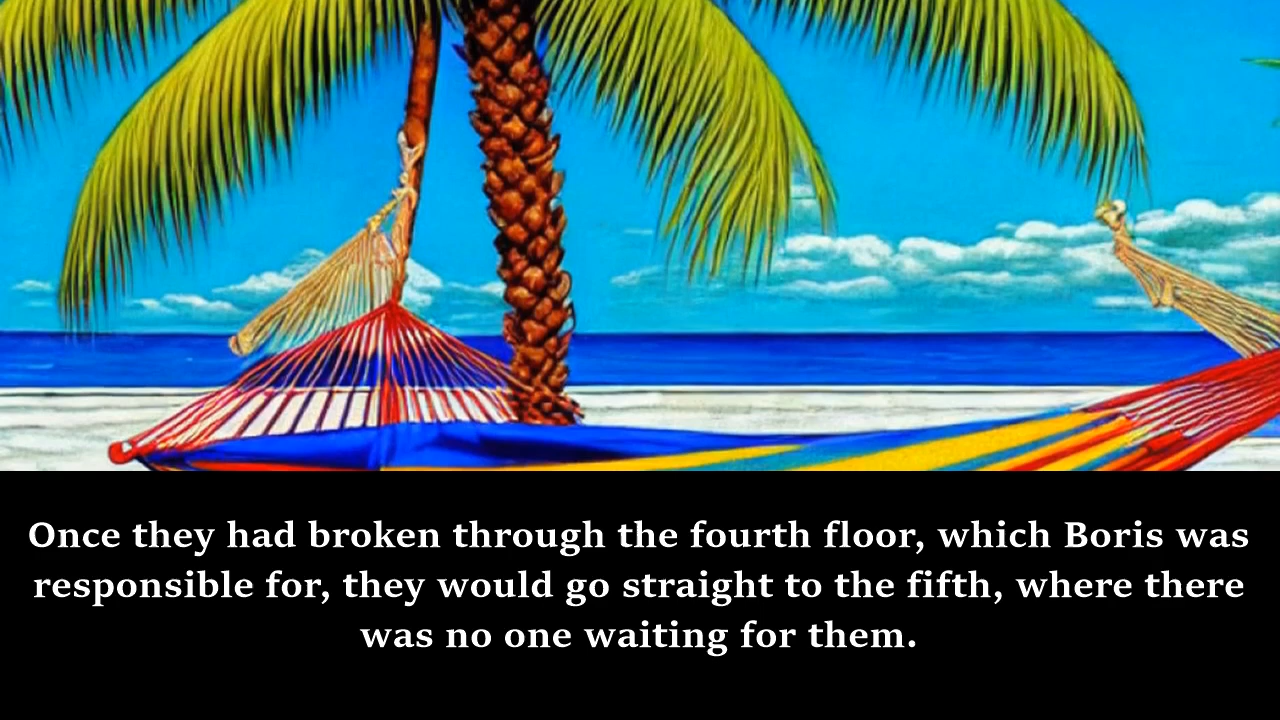 Once they had broken through the fourth floor, which Boris was
responsible for, they would go straight to the fifth, where there
was no one waiting for them.